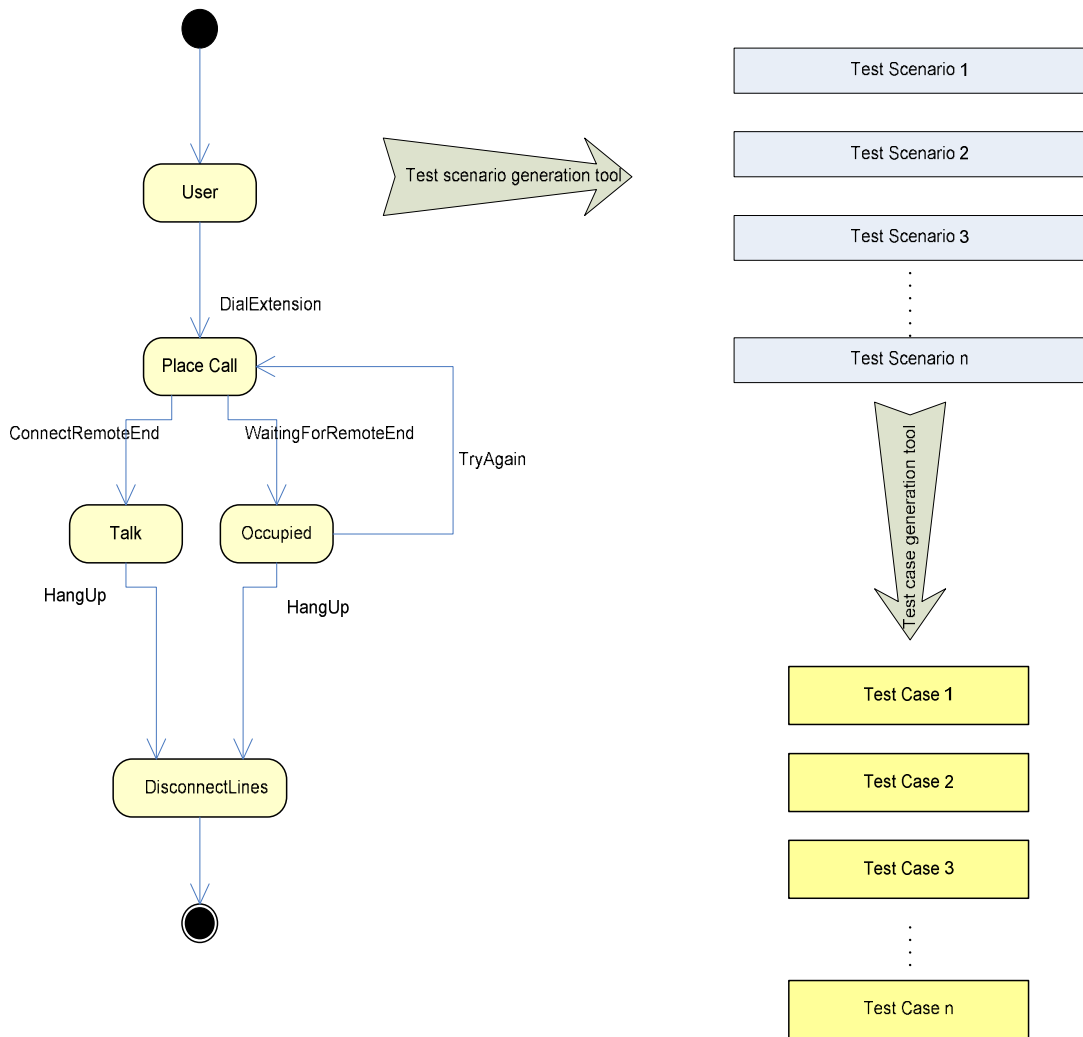 User
DialExtension
Place Call
ConnectRemoteEnd
WaitingForRemoteEnd
TryAgain
Talk
Occupied
HangUp
HangUp
DisconnectLines
Test scenario generation tool
Test Scenario 1
Test Scenario 2
Test Scenario 3
Test Scenario n
Test case generation tool
Test Case 1
Test Case 2
Test Case 3
Test Case n